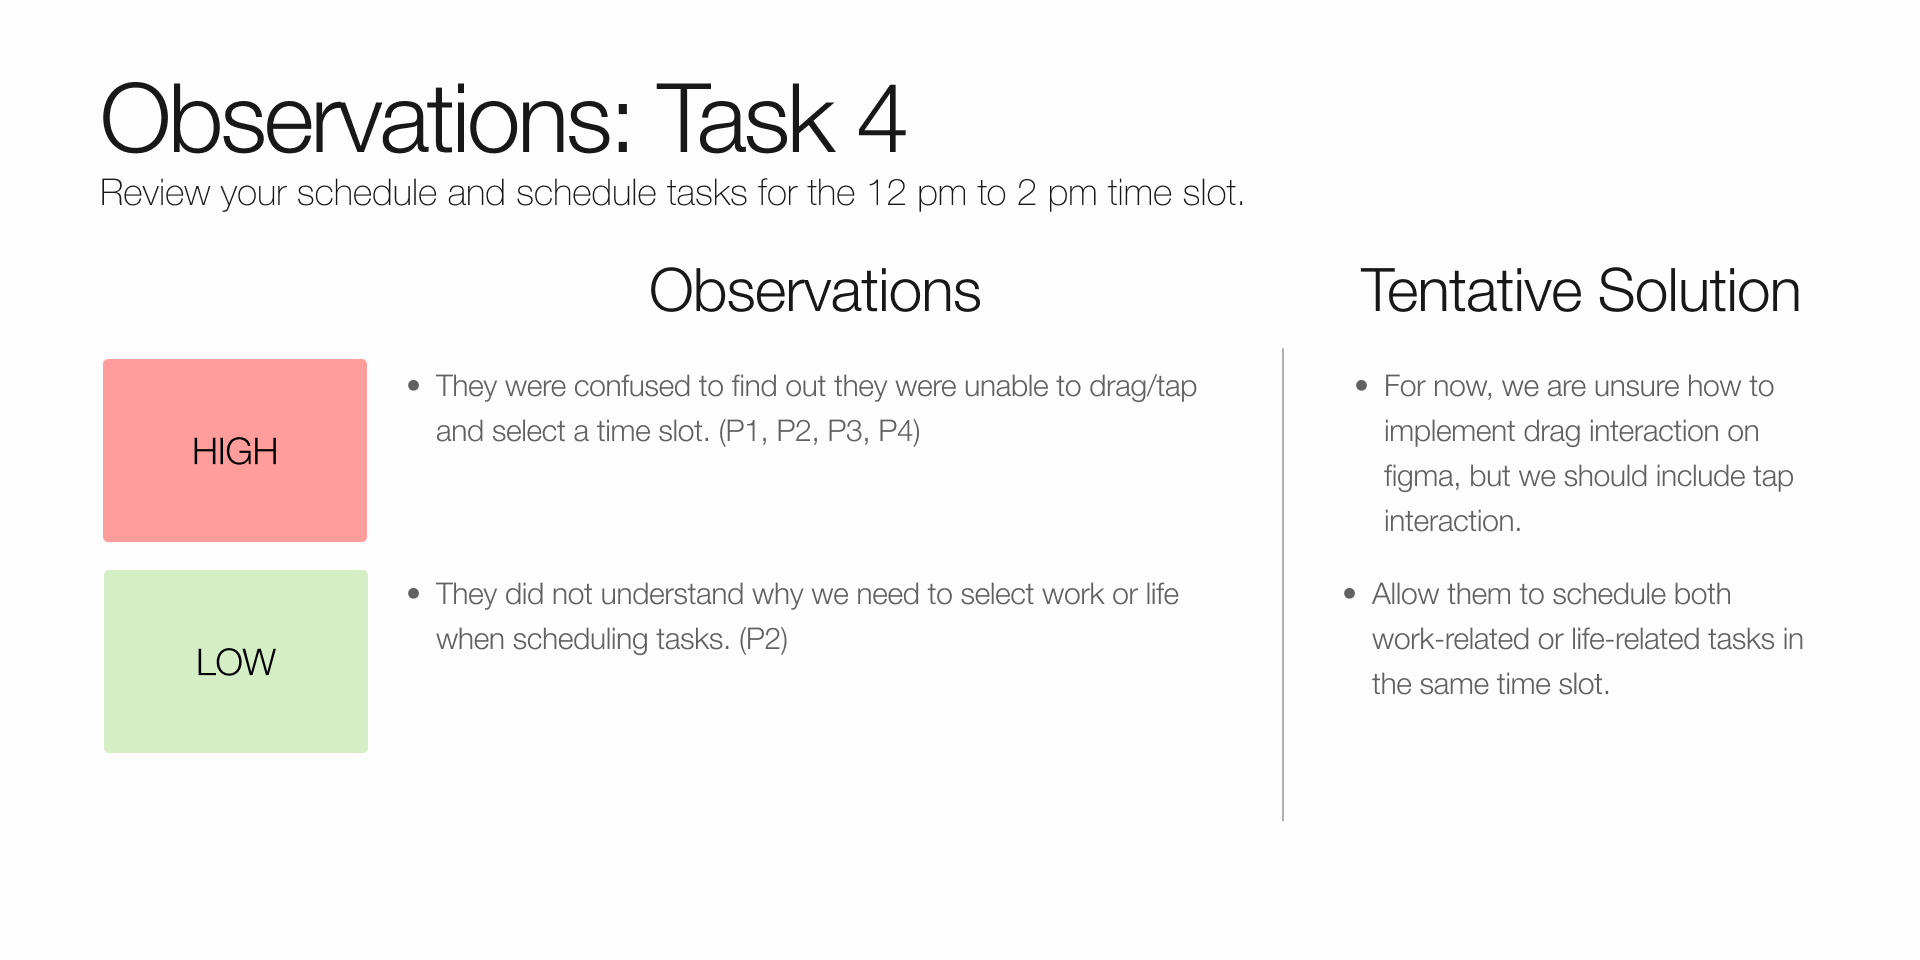 Observations: Task 4
Review your schedule and schedule tasks for the 12 pm to 2 pm time slot.
Observations
Tentative Solution
HIGH
• They were confused to find out they were unable to drag/tap
and select a time slot. (P1, P2, P3, P4)
• For now, we are unsure how to
implement drag interaction on
figma, but we should include tap
interaction.
LOW
• They did not understand why we need to select work or life
when scheduling tasks. (P2)
• Allow them to schedule both
work-related or life-related tasks in
the same time slot.